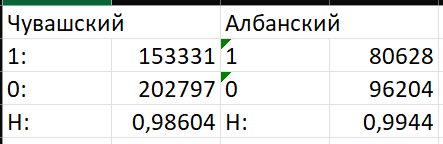 Чувашский Албанский
1: 153331 1 80628
0: 202797 0 96204
H: 0,98604 H: 0,9944